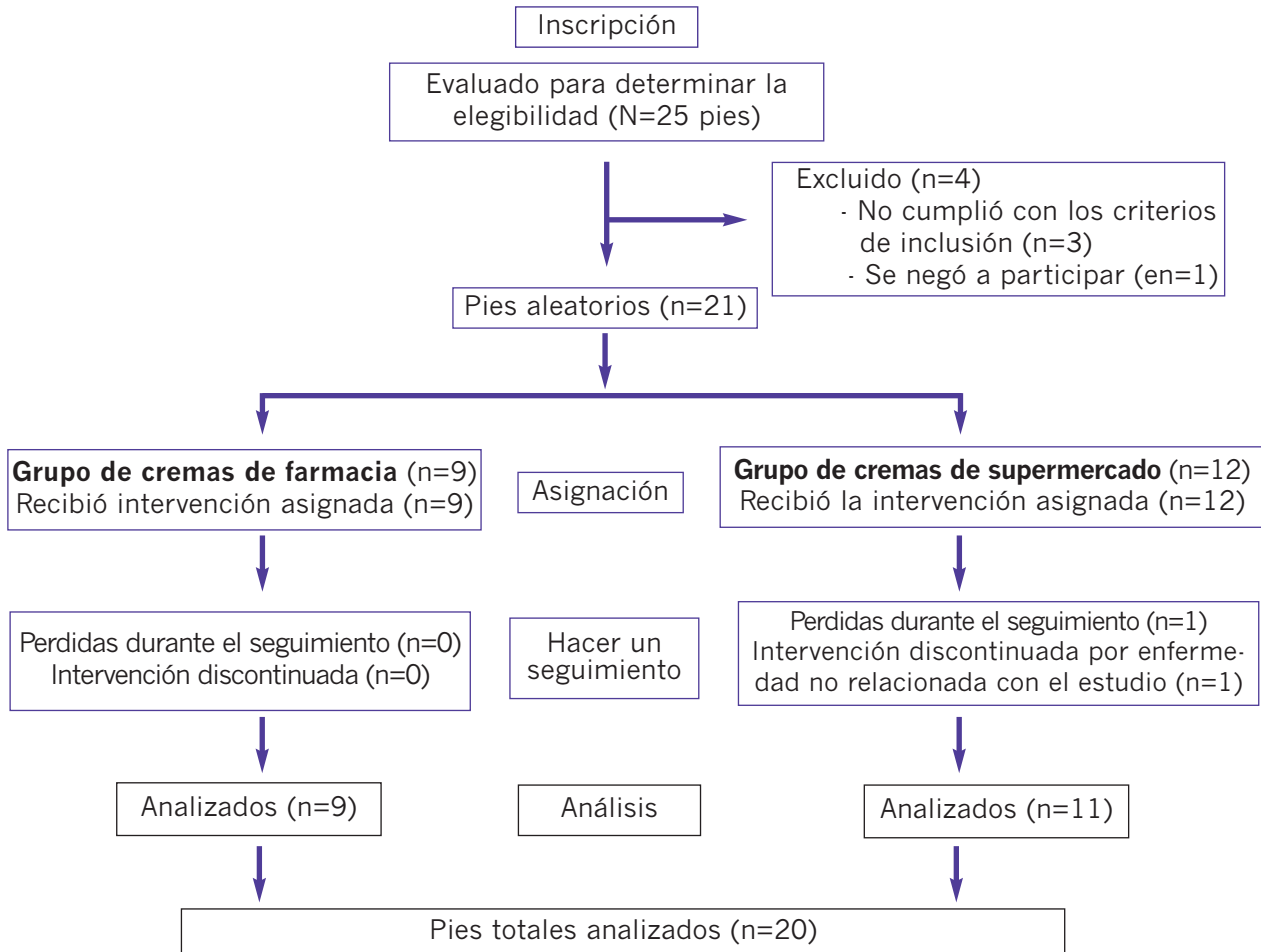 Inscripción
Evaluado para determinar la
elegibilidad (N=25 pies)
Excluido (n=4)
- No cumplió con los criterios
de inclusión (n=3)
- Se negó a participar (en=1)
Pies aleatorios (n=21)
Grupo de cremas de farmacia (n=9)
Recibió intervención asignada (n=9)
Asignación
Grupo de cremas de supermercado (n=12)
Recibió la intervención asignada (n=12)
Perdidas durante el seguimiento (n=0)
Intervención discontinuada (n=0)
Hacer un
seguimiento
Perdidas durante el seguimiento (n=1)
Intervención discontinuada por enferme-
dad no relacionada con el estudio (n=1)
Analizados (n=9)
Análisis
Analizados (n=11)
Pies totales analizados (n=20)